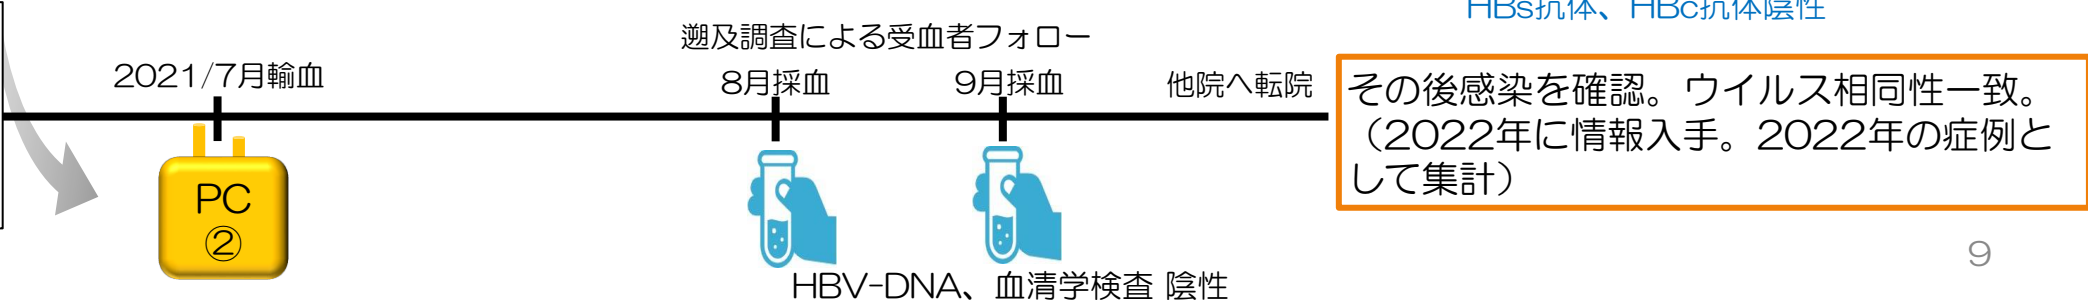 HBs抗体、HBc抗体陰性
遡及調査による受血者フォロー
2021/7月輸血
8月採血
9月採血
他院へ転院
その後感染を確認。ウイルス相同性一致。
（2022年に情報入手。2022年の症例と
して集計）
PC
②
HBV-DNA、血清学検査 陰性
9